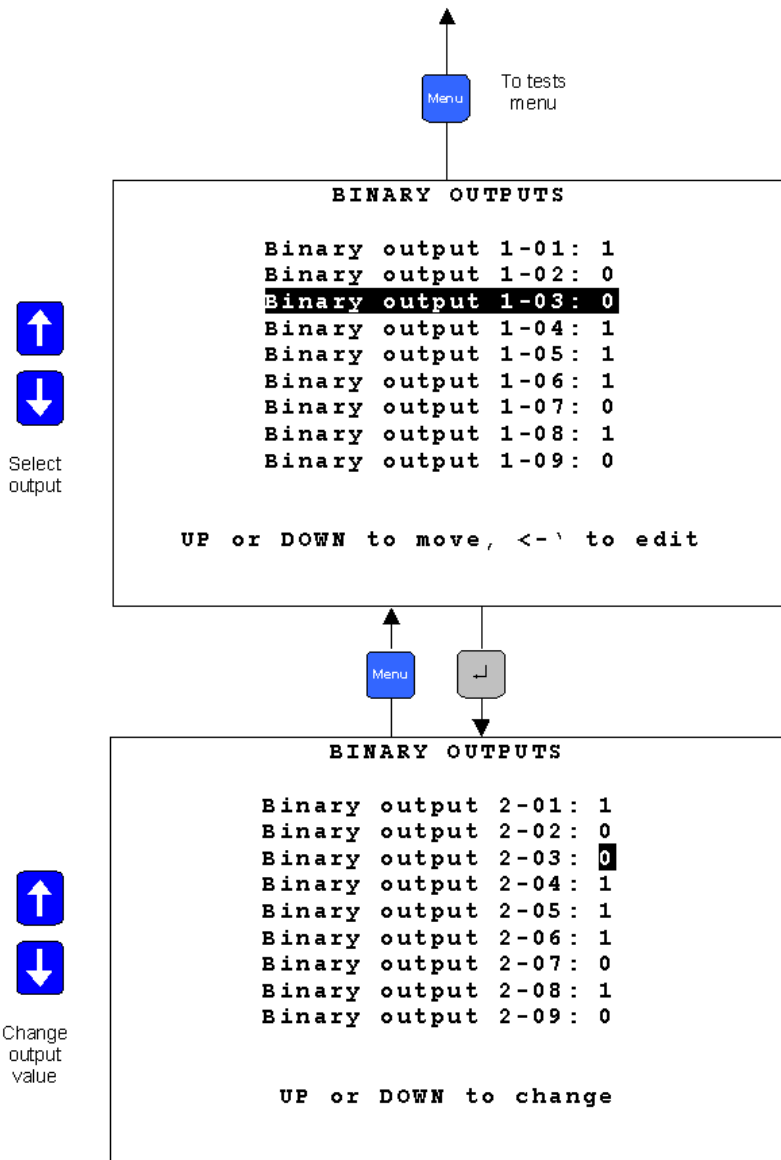 Menu
To tests
menu
BINARY OUTPUTS
Binary output 1-01: 1
Binary output 1-02: 0
Binary output 1-03: 0
Binary output 1-04: 1
Binary output 1-05: 1
Binary output 1-06: 1
Binary output 1-07: 0
Binary output 1-08: 1
Binary output 1-09: 0
UP or DOWN to move, <-` to edit
Select
output
Menu
BINARY OUTPUTS
Binary output 2-01: 1
Binary output 2-02: 0
Binary output 2-03: 0
Binary output 2-04: 1
Binary output 2-05: 1
Binary output 2-06: 1
Binary output 2-07: 0
Binary output 2-08: 1
Binary output 2-09: 0
UP or DOWN to change
Change
output
value